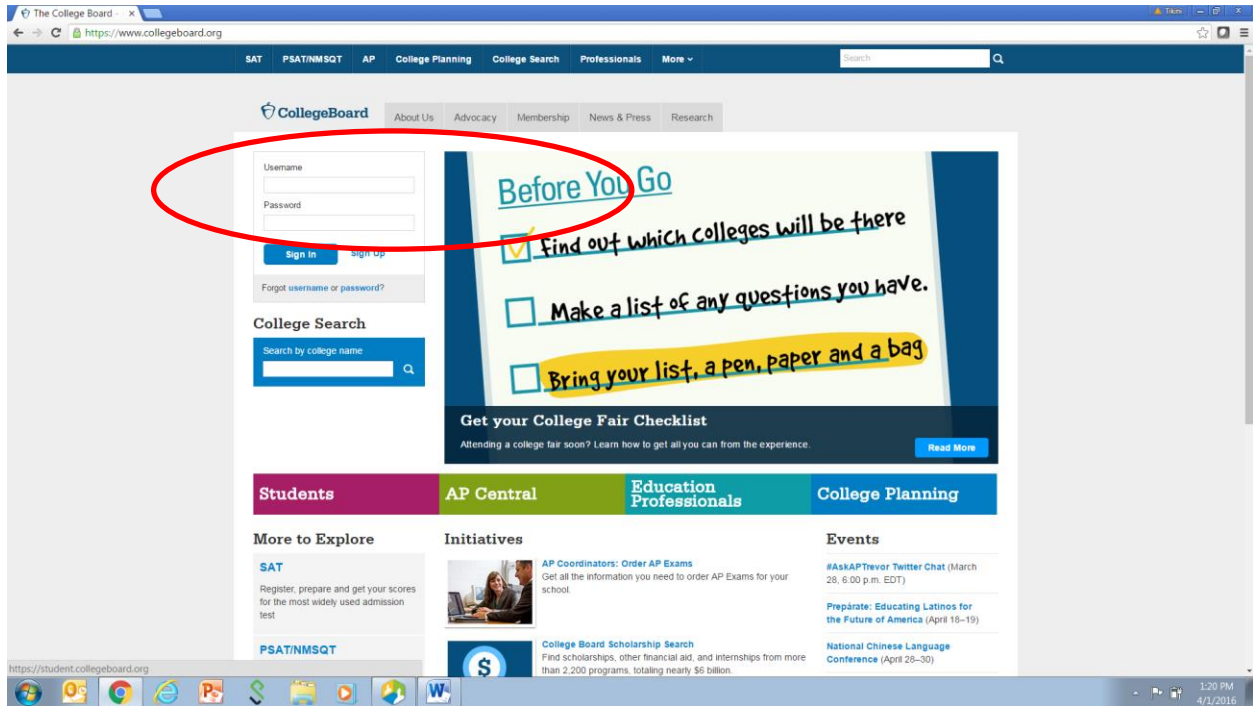 The College Board -
Tikes
https://www.collegeboard.org
SAT PSAT/NMSQT AP College Planning College Search Professionals More
Search
CollegeBoard
About Us Advocacy Membership News & Press Research
Username
Password
Sign In Sign Up
Forgot username or password?
College Search
Search by college name
Before You Go
Find out which colleges will be there
Make a list of any questions you have.
Bring your list, a pen, paper and a bag
Get your College Fair Checklist
Attending a college fair soon? Learn how to get all you can from the experience.
Read More
Students
AP Central
Education
Professionals
College Planning
More to Explore
SAT
Register, prepare and get your scores
for the most widely used admission
test
PSAT/NMSQT
Initiatives
AP Coordinators: Order AP Exams
Get all the information you need to order AP Exams for your
school.
College Board Scholarship Search
Find scholarships, other financial aid, and internships from more
than 2,200 programs, totaling nearly $6 billion.
Events
#AskAPTrevor Twitter Chat (March
28, 6:00 p.m. EDT)
Prepárate: Educating Latinos for
the Future of America (April 18–19)
National Chinese Language
Conference (April 28–30)
https://student.collegeboard.org
1:20 PM
4/1/2016